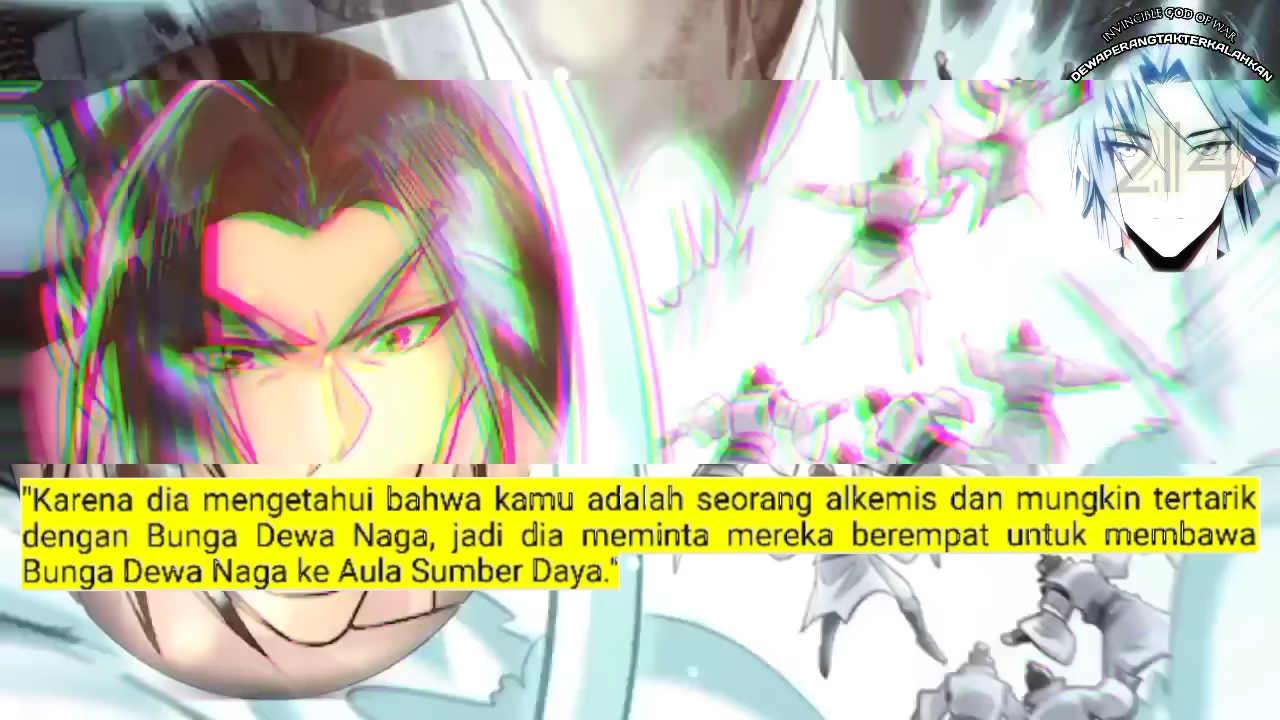 INVINCIBLE GOD OF WAR
DEWAPERANGTAKTERKALAHKAN
214
"Karena dia mengetahui bahwa kamu adalah seorang alkemis dan mungkin tertarik
dengan Bunga Dewa Naga, jadi dia meminta mereka berempat untuk membawa
Bunga Dewa Naga ke Aula Sumber Daya."